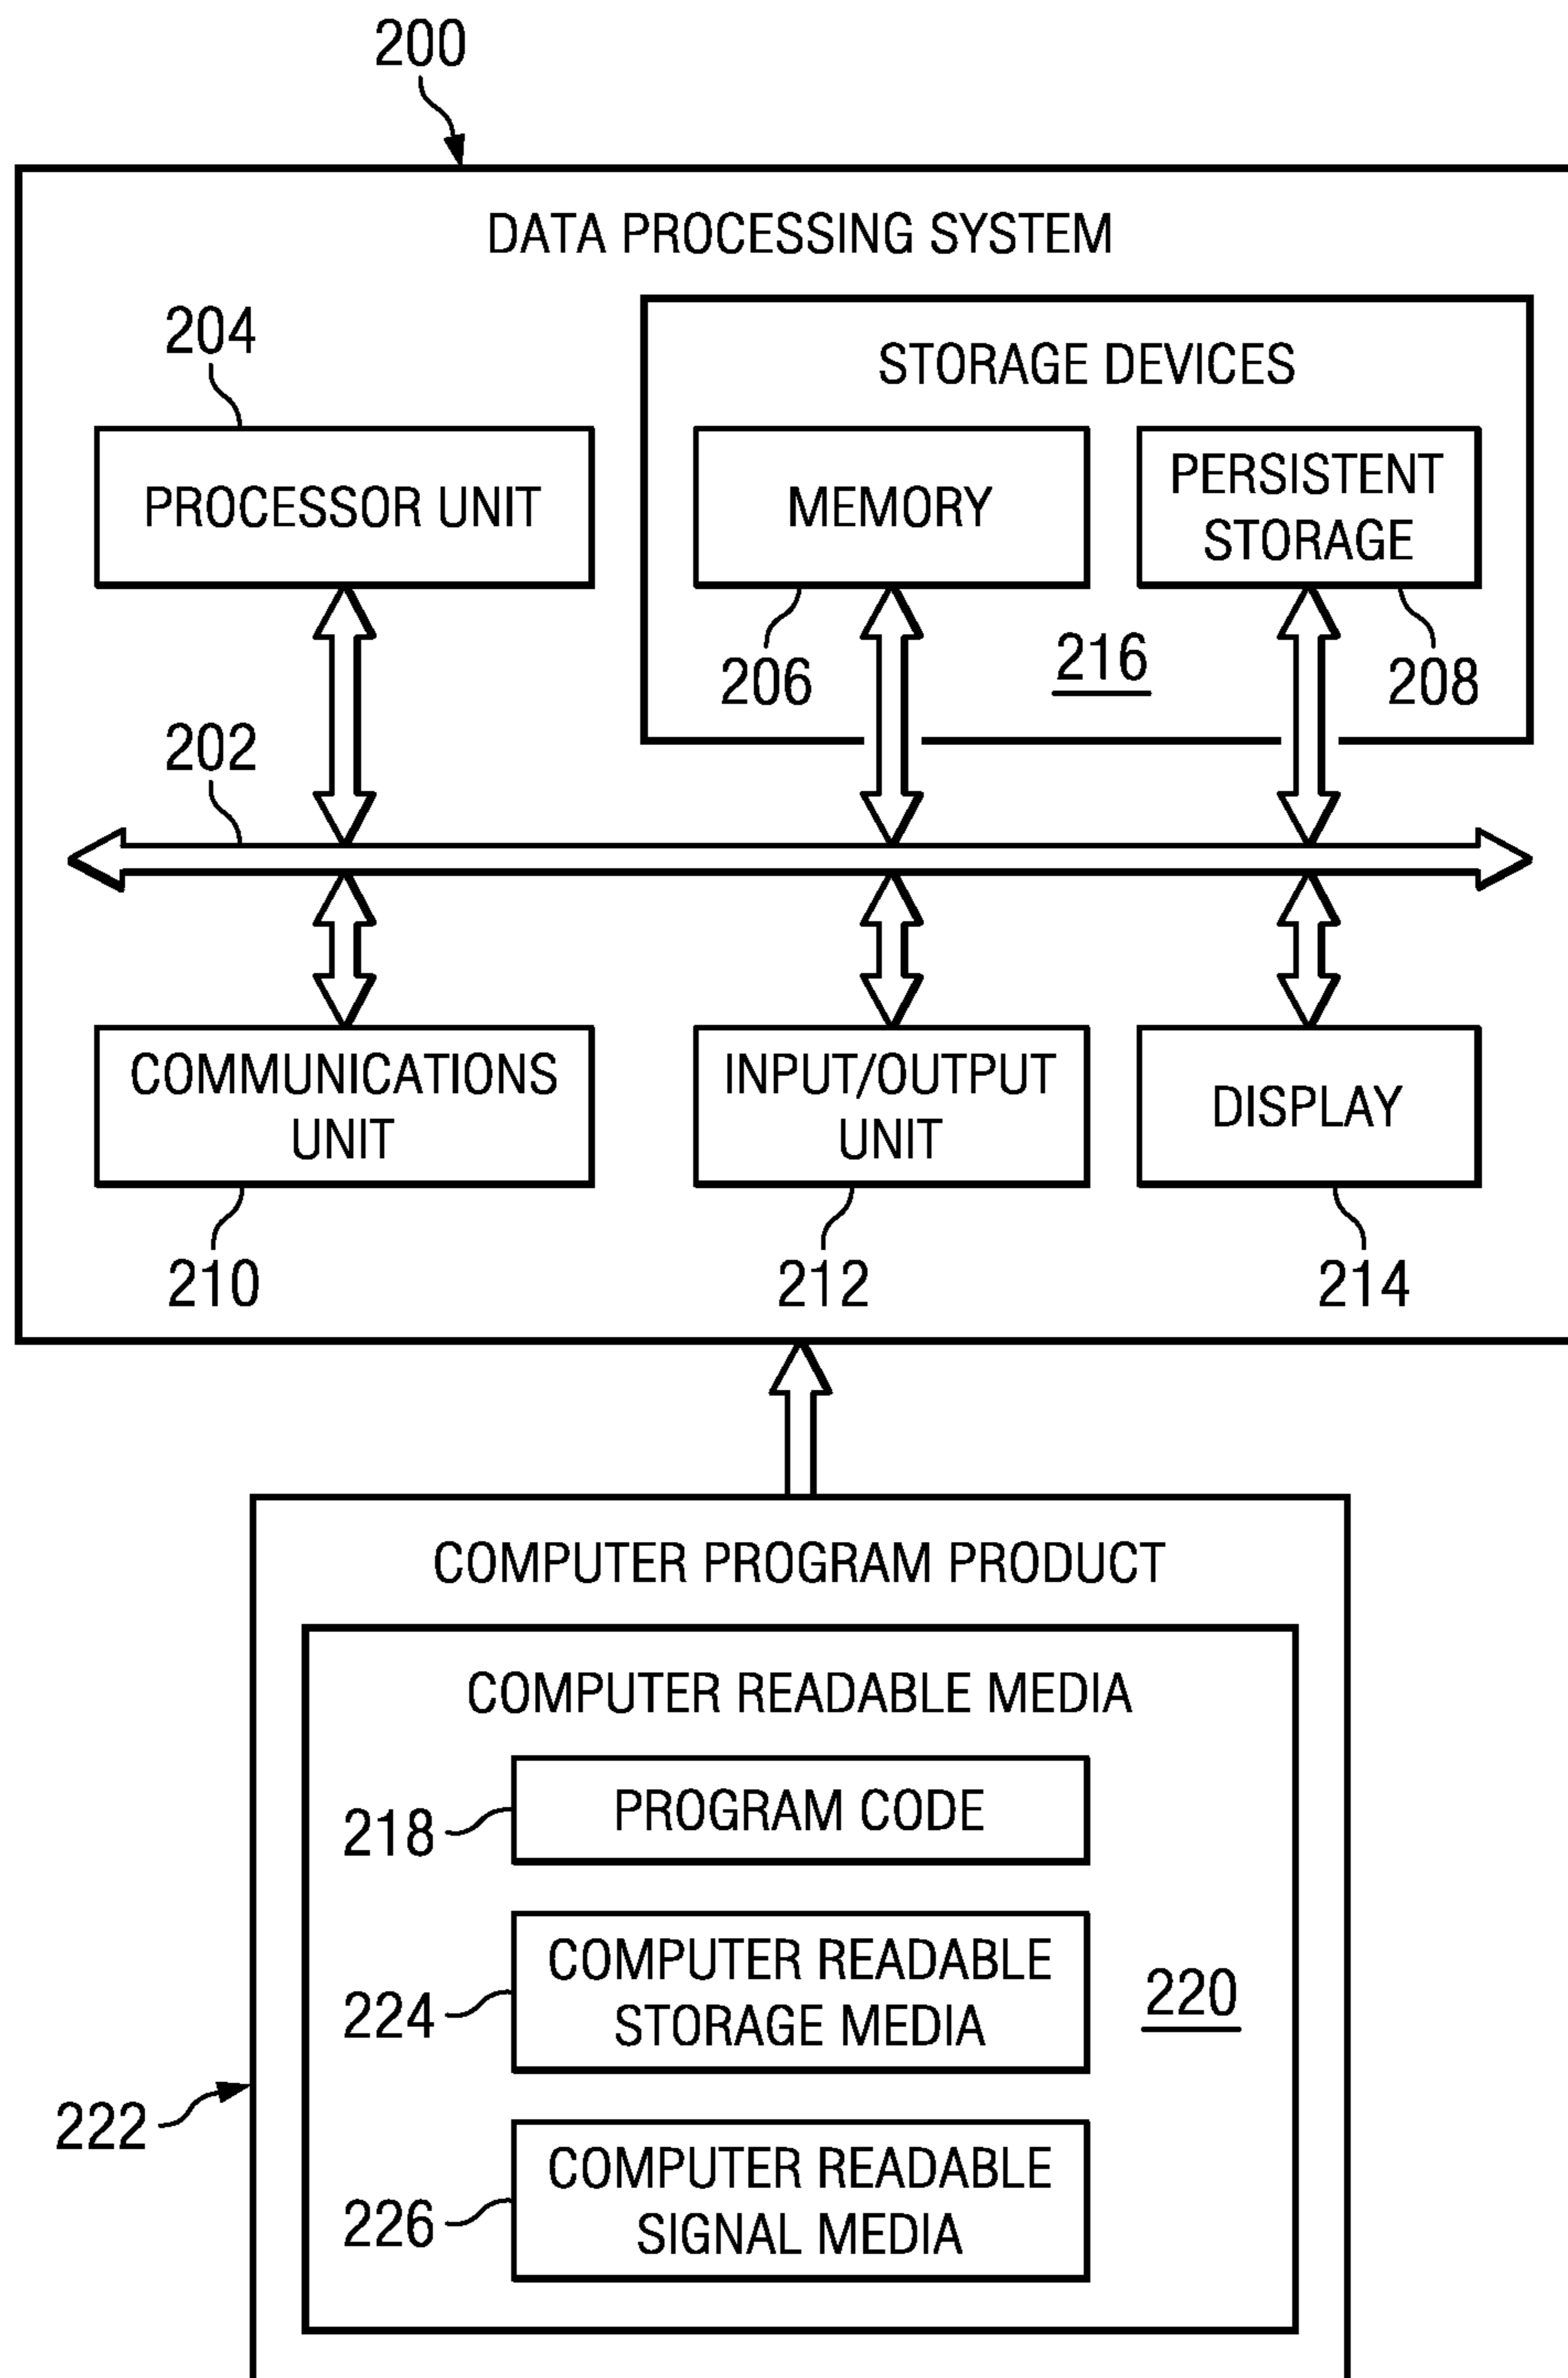 200
DATA PROCESSING SYSTEM
204
STORAGE DEVICES
PROCESSOR UNIT
MEMORY
PERSISTENT
STORAGE
206
216
208
202
COMMUNICATIONS
UNIT
INPUT/OUTPUT
UNIT
DISPLAY
210
212
214
COMPUTER PROGRAM PRODUCT
COMPUTER READABLE MEDIA
218
PROGRAM CODE
224
COMPUTER READABLE
STORAGE MEDIA
220
222
226
COMPUTER READABLE
SIGNAL MEDIA